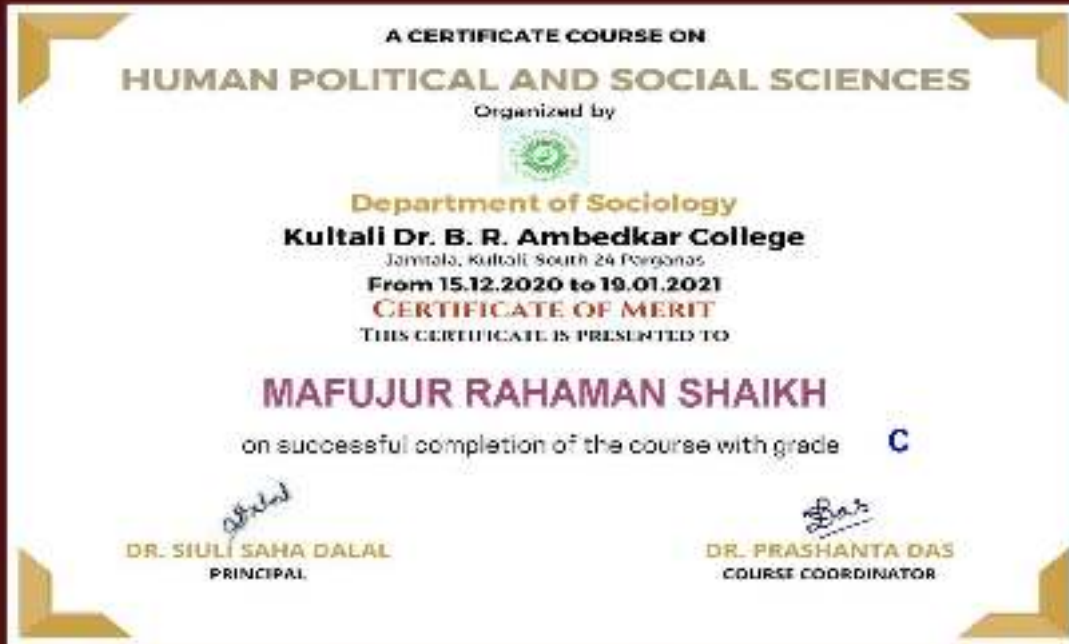 A CERTIFICATE COURSE ON
HUMAN POLITICAL AND SOCIAL SCIENCES
Organized by
Department of Sociology
Kultali Dr. B. R. Ambedkar College
Jamtala, Kultali, South 24 Parganas
From 15.12.2020 to 19.01.2021
CERTIFICATE OF MERIT
THIS CERTIFICATE IS PRESENTED TO
MAFUJUR RAHAMAN SHAIKH
on successful completion of the course with grade C
Dalal
Das
DR. SIULI SAHA DALAL
DR. PRASHANTA DAS
PRINCIPAL
COURSE COORDINATOR